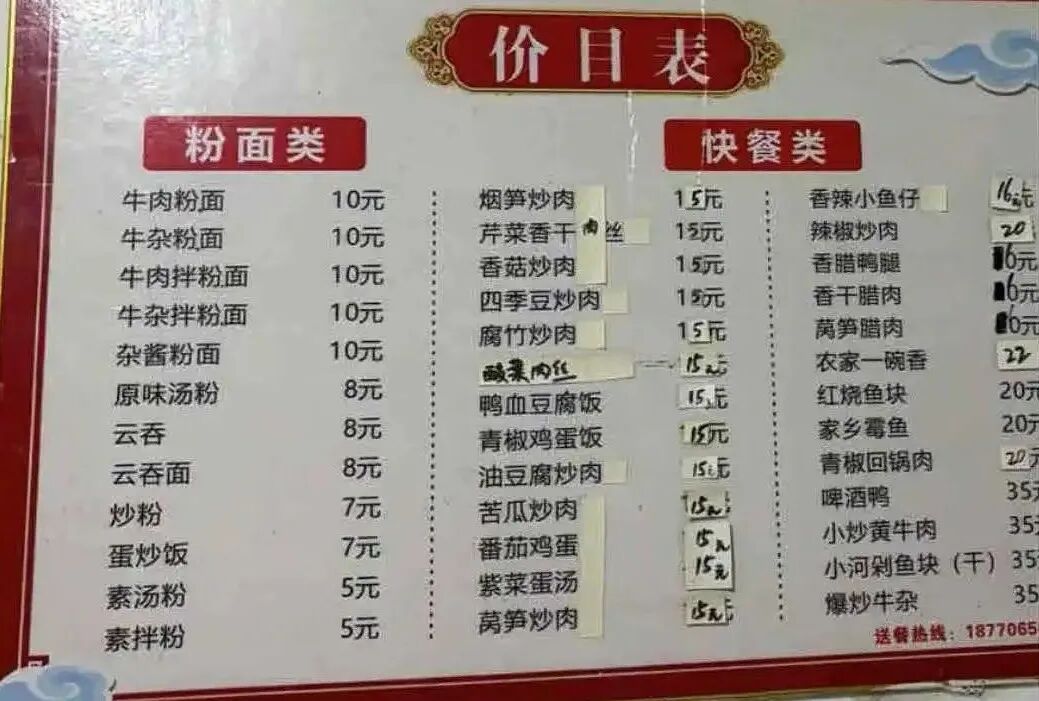 价目表
粉面类
牛肉粉面 10元
牛杂粉面 10元
牛肉拌粉面 10元
牛杂拌粉面 10元
杂酱粉面 10元
原味汤粉 8元
云吞 8元
云吞面 8元
炒粉 7元
蛋炒饭 7元
素汤粉 5元
素拌粉 5元
快餐类
烟笋炒肉 15元
芹菜香干肉丝 15元
香菇炒肉 15元
四季豆炒肉 15元
腐竹炒肉 15元
酸菜肉丝 15元
鸭血豆腐饭 15元
青椒鸡蛋饭 15元
油豆腐炒肉 15元
苦瓜炒肉 15元
番茄鸡蛋 15元
紫菜蛋汤 15元
莴笋炒肉 15元
香辣小鱼仔 16元
辣椒炒肉 20
香腊鸭腿 16元
香干腊肉 16元
莴笋腊肉 16元
农家一碗香 22
红烧鱼块 20元
家乡霉鱼 20元
青椒回锅肉 20元
啤酒鸭 35元
小炒黄牛肉 35元
小河剁鱼块（干） 35
爆炒牛杂 35
送餐热线：1877065